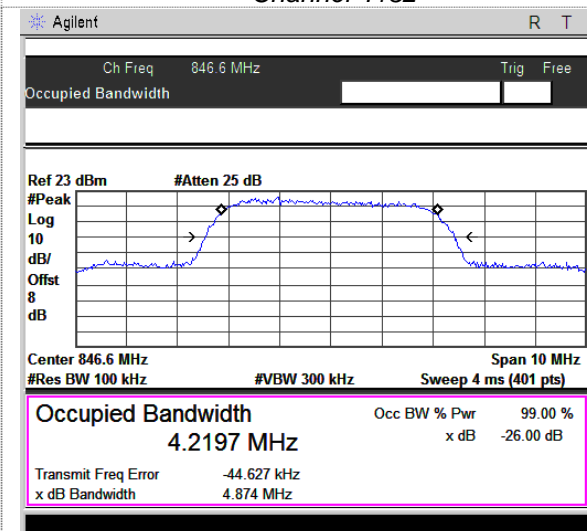 Agilent R T
Ch Freq 846.6 MHz Trig Free
Occupied Bandwidth
Ref 23 dBm #Atten 25 dB
#Peak
Log
10
dB/
Offst
8
dB
Center 846.6 MHz Span 10 MHz
#Res BW 100 kHz #VBW 300 kHz Sweep 4 ms (401 pts)
Occupied Bandwidth Occ BW % Pwr 99.00 %
4.2197 MHz x dB -26.00 dB
Transmit Freq Error -44.627 kHz
x dB Bandwidth 4.874 MHz